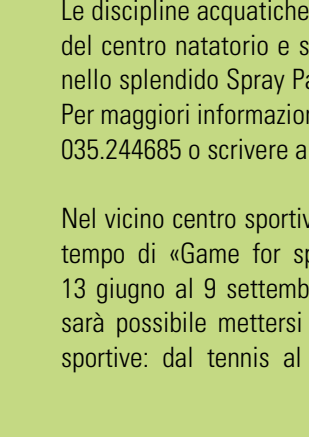 Le discipline acquatiche
del centro natatorio e s
nello splendido Spray Pa
Per maggiori informazion
035.244685 o scrivere a
Nel vicino centro sportiv
tempo di «Game for sp
13 giugno al 9 settemb
sarà possibile mettersi
sportive: dal tennis al